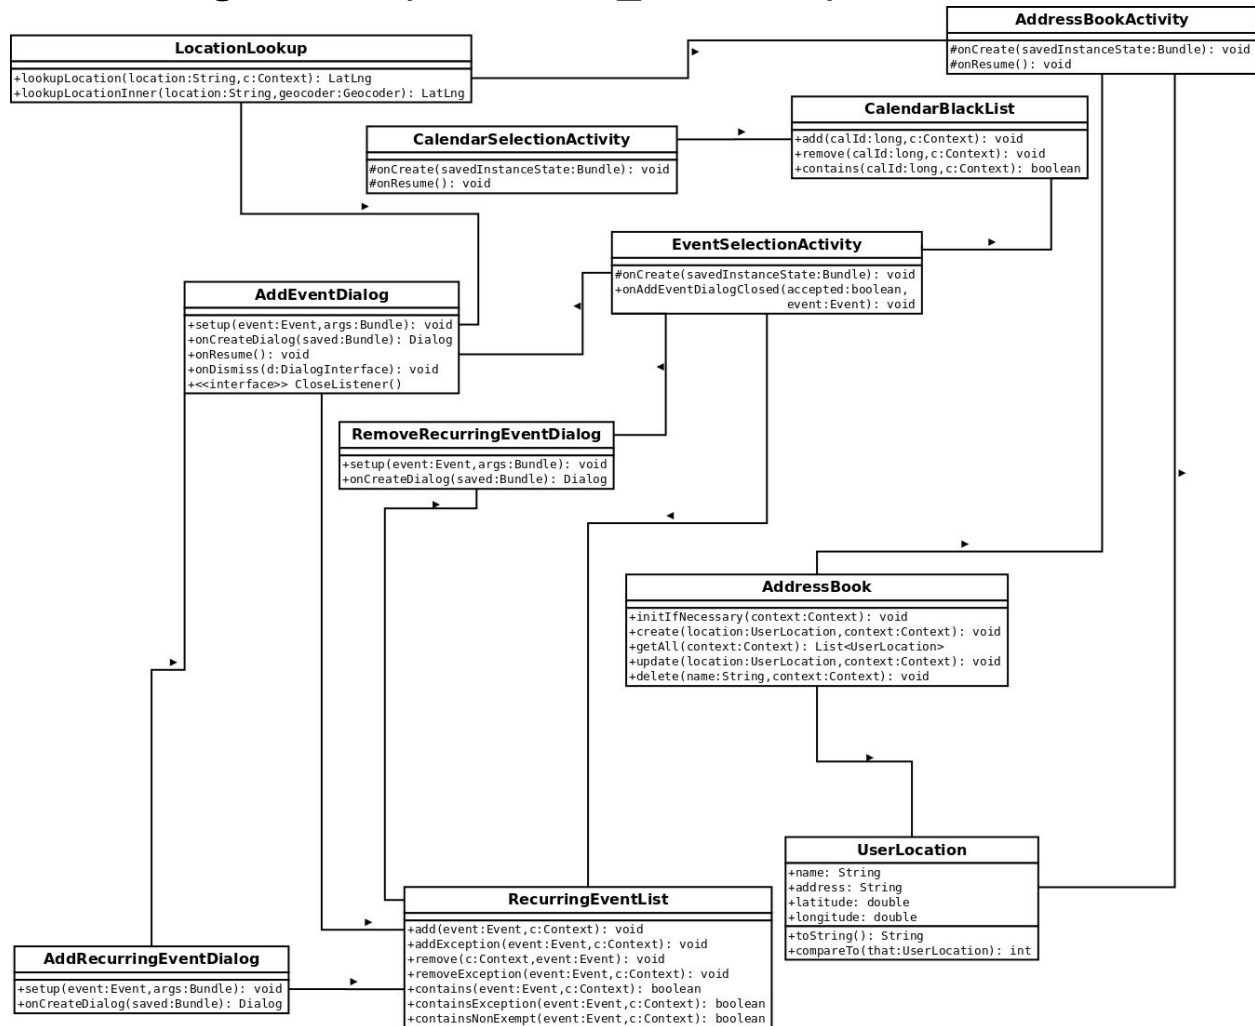 LocationLookup
+lookupLocation(location:String,c:Context): LatLng
+lookupLocationInner(location:String,geocoder:Geocoder): LatLng
AddressBookActivity
#onCreate(savedInstanceState:Bundle): void
#onResume(): void
CalendarSelectionActivity
#onCreate(savedInstanceState:Bundle): void
#onResume(): void
CalendarBlackList
+add(calId:long,c:Context): void
+remove(calId:long,c:Context): void
+contains(calId:long,c:Context): boolean
EventSelectionActivity
#onCreate(savedInstanceState:Bundle): void
+onAddEventDialogClosed(accepted:boolean,
event:Event): void
AddEventDialog
+setup(event:Event,args:Bundle): void
+onCreateDialog(saved:Bundle): Dialog
+onResume(): void
+onDismiss(d:DialogInterface): void
+<<interface>> CloseListener()
RemoveRecurringEventDialog
+setup(event:Event,args:Bundle): void
+onCreateDialog(saved:Bundle): Dialog
AddressBook
+initIfNecessary(context:Context): void
+create(location:UserLocation,context:Context): void
+getAll(context:Context): List<UserLocation>
+update(location:UserLocation,context:Context): void
+delete(name:String,context:Context): void
UserLocation
+name: String
+address: String
+latitude: double
+longitude: double
+toString(): String
+compareTo(that:UserLocation): int
RecurringEventList
+add(event:Event,c:Context): void
+addException(event:Event,c:Context): void
+remove(c:Context,event:Event): void
+removeException(event:Event,c:Context): void
+contains(event:Event,c:Context): boolean
+containsException(event:Event,c:Context): boolean
+containsNonExempt(event:Event,c:Context): boolean
AddRecurringEventDialog
+setup(event:Event,args:Bundle): void
+onCreateDialog(saved:Bundle): Dialog